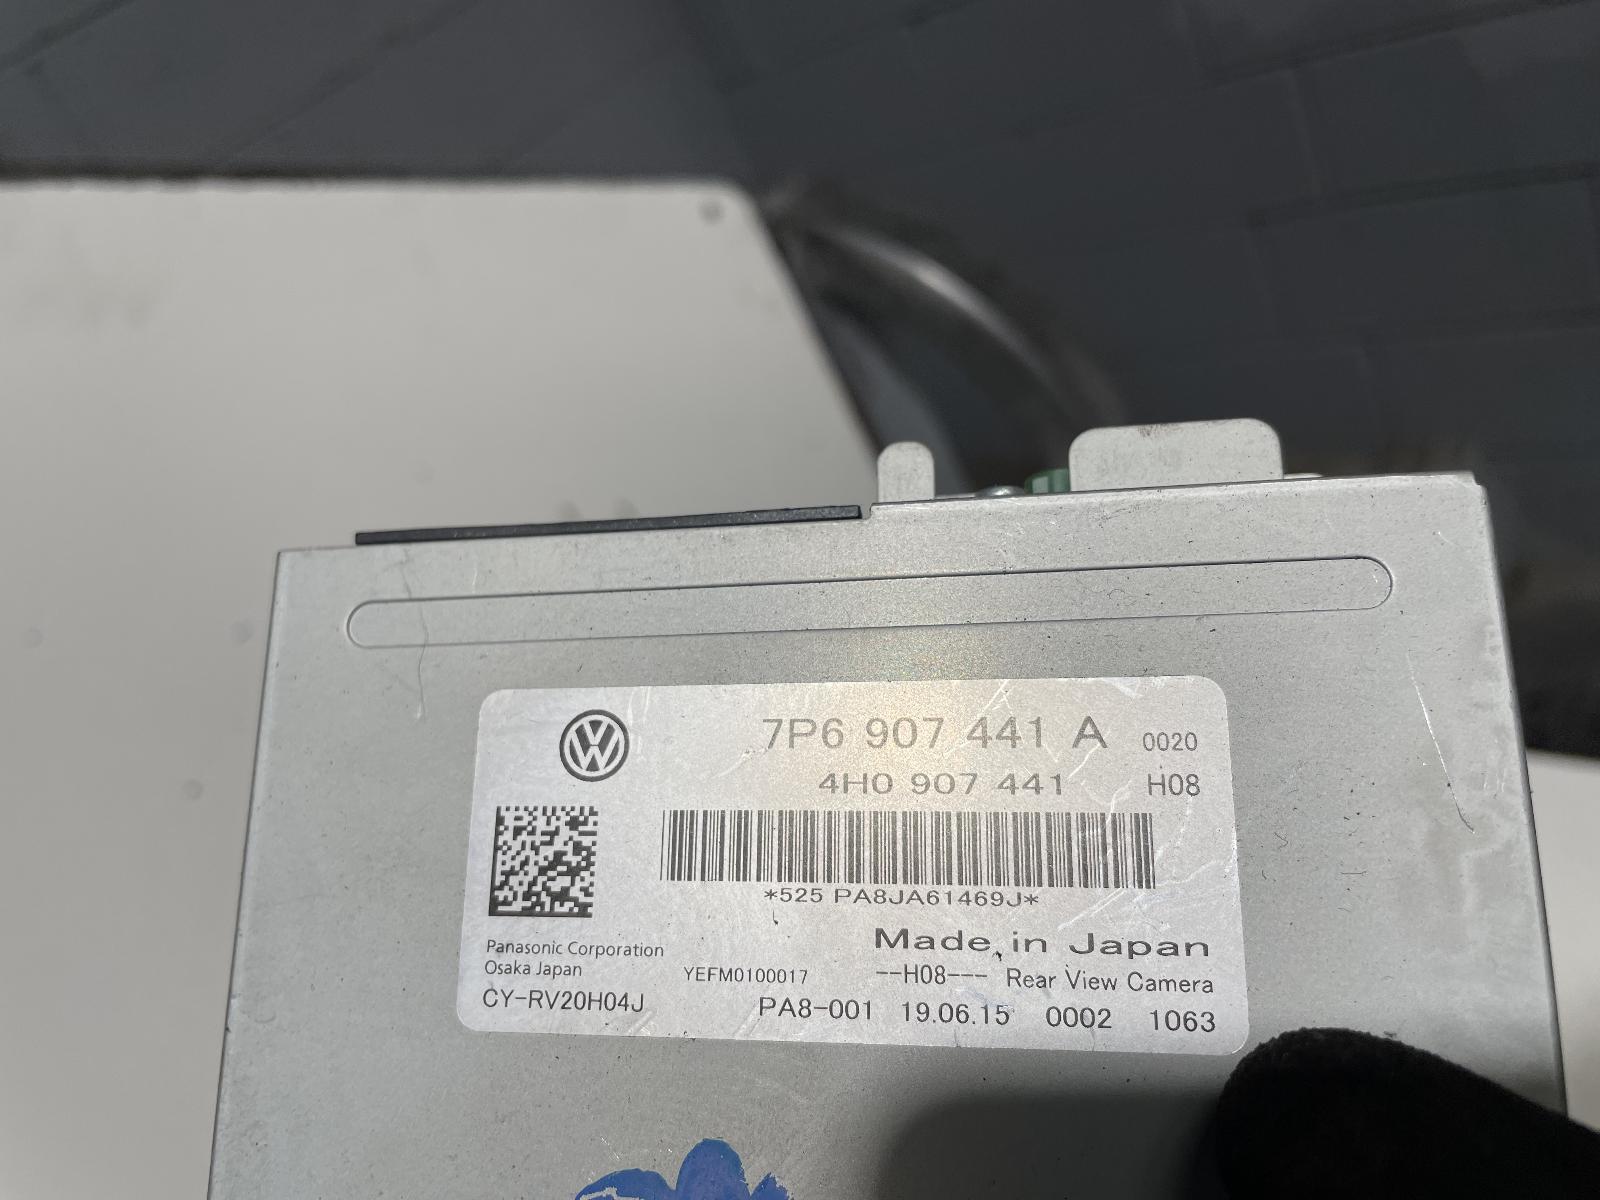 7P6 907 441 A 0020
4H0 907 441 H08
*525 PA8JA61469J*
Made in Japan
Panasonic Corporation
Osaka Japan
YEFM0100017 --H08--- Rear View Camera
CY-RV20H04J
PA8-001 19.06.15 0002 1063